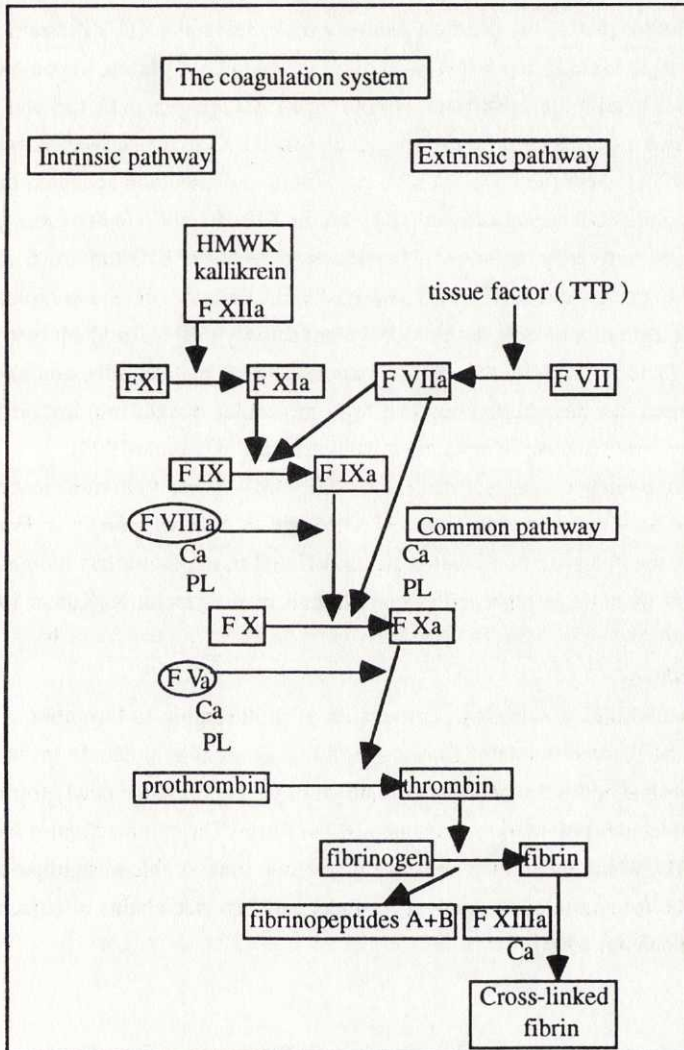 The coagulation system
Intrinsic pathway
Extrinsic pathway
HMWK
kallikrein
F XIIa
tissue factor ( TTP )
FXI
F XIa
F VIIa
F VII
F IX
F IXa
F VIIIa
Ca
PL
Common pathway
Ca
PL
F X
F Xa
F Va
Ca
PL
prothrombin
thrombin
fibrinogen
fibrin
fibrinopeptides A+B
F XIIIa
Ca
Cross-linked
fibrin